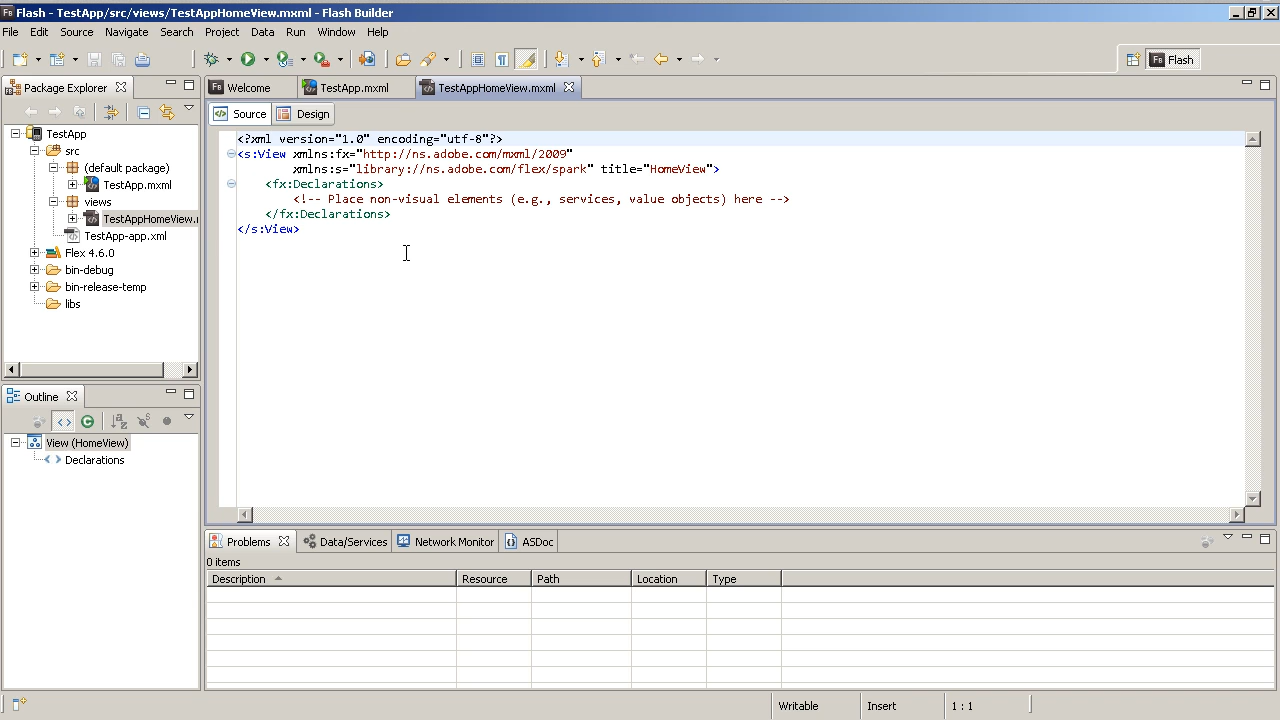 Flash - TestApp/src/views/TestAppHomeView.mxml - Flash Builder
File Edit Source Navigate Search Project Data Run Window Help
Flash
Package Explorer
TestApp
src
(default package)
TestApp.mxml
views
TestAppHomeView.
TestApp-app.xml
Flex 4.6.0
bin-debug
bin-release-temp
libs
Outline
View (HomeView)
Declarations
Welcome TestApp.mxml TestAppHomeView.mxml
Source Design
<?xml version="1.0" encoding="utf-8"?>
<s:View xmlns:fx="http://ns.adobe.com/mxml/2009"
xmlns:s="library://ns.adobe.com/flex/spark" title="HomeView">
<fx:Declarations>
<!-- Place non-visual elements (e.g., services, value objects) here -->
</fx:Declarations>
</s:View>
Problems Data/Services Network Monitor ASDoc
0 items
Description Resource Path Location Type
Writable Insert 1 : 1